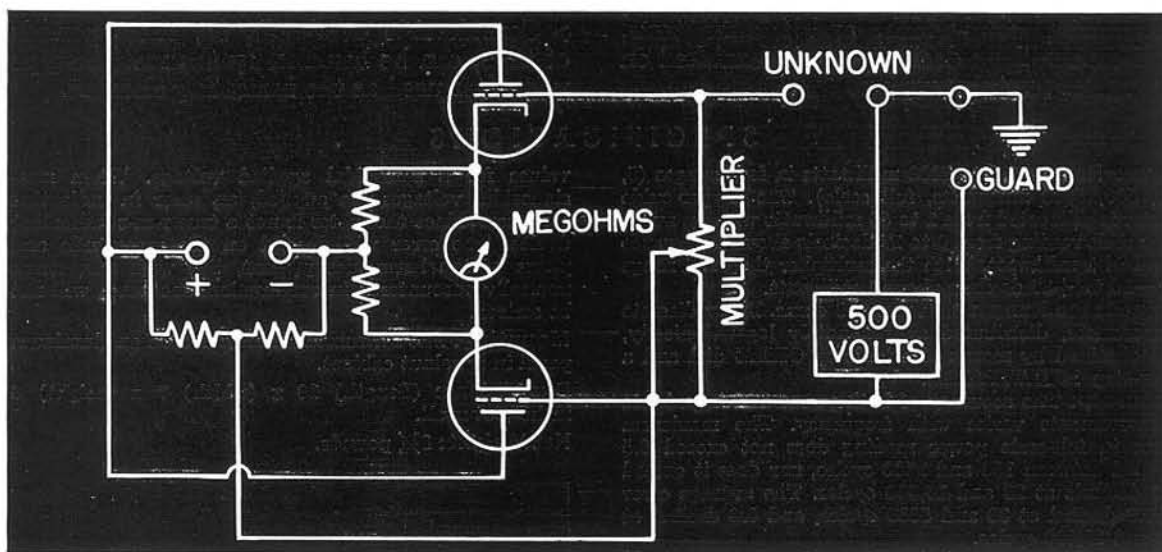 UNKNOWN
GUARD
MEGOHMS
MULTIPLIER
+
−
500
VOLTS